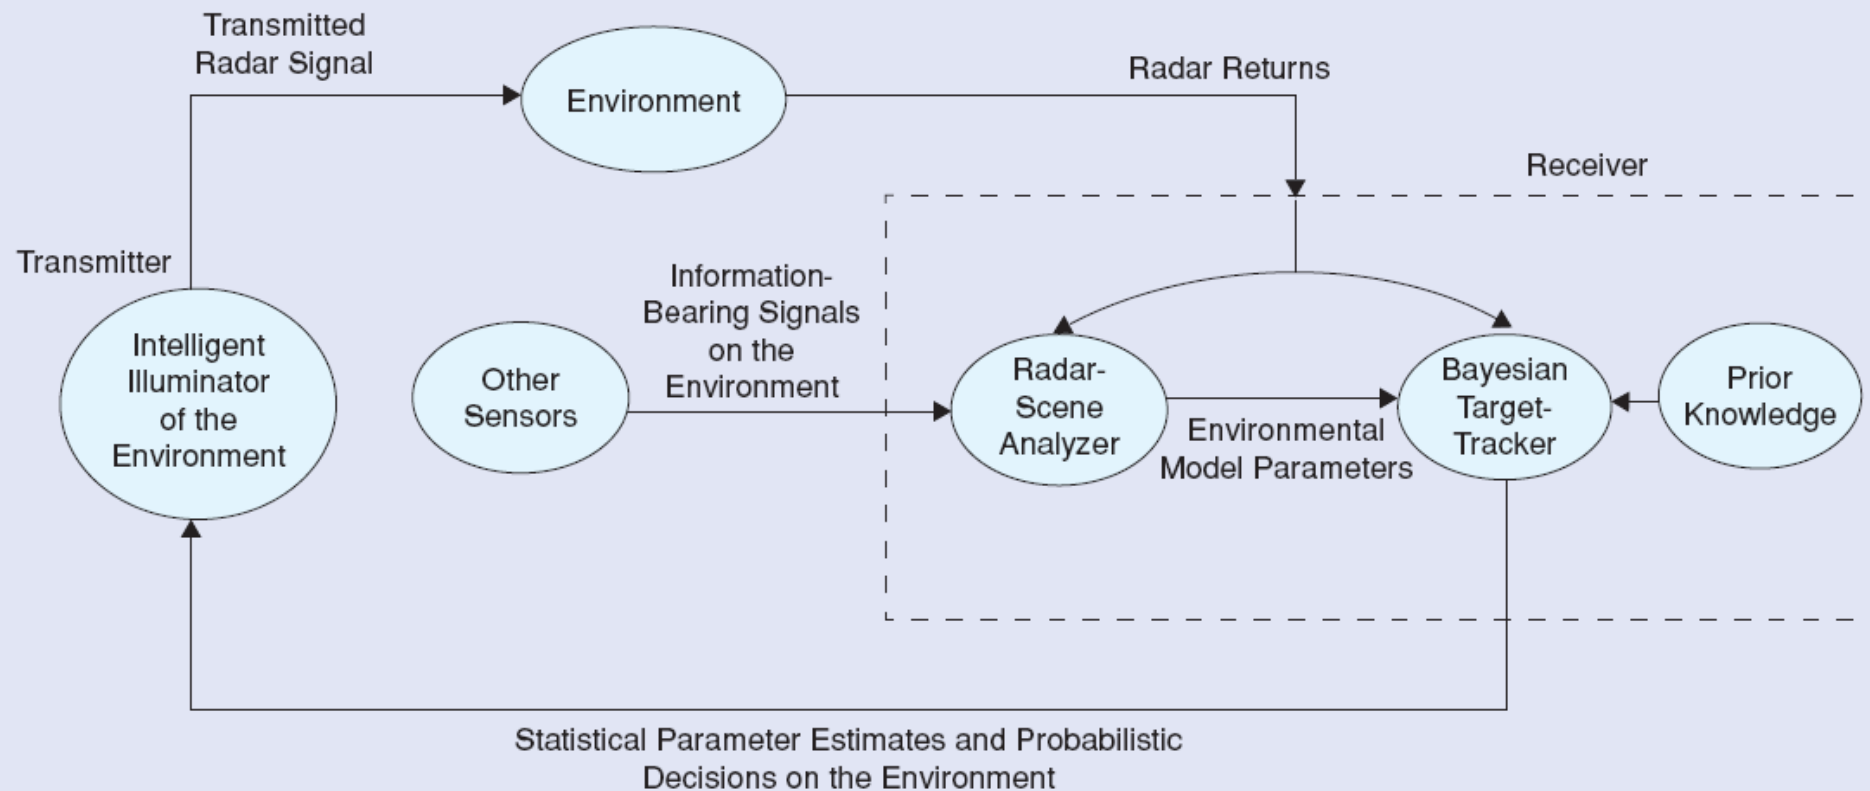 Transmitted
Radar Signal
Environment
Radar Returns
Receiver
Transmitter
Intelligent
Illuminator
of the
Environment
Other
Sensors
Information-
Bearing Signals
on the
Environment
Radar-
Scene
Analyzer
Environmental
Model Parameters
Bayesian
Target-
Tracker
Prior
Knowledge
Statistical Parameter Estimates and Probabilistic
Decisions on the Environment